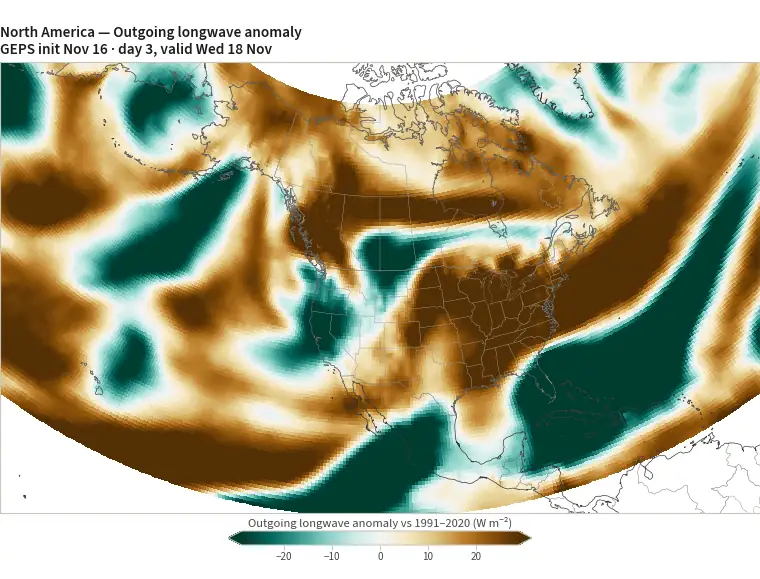 North America — Outgoing longwave anomaly
GEPS init Nov 16 · day 3, valid Wed 18 Nov
Outgoing longwave anomaly vs 1991–2020 (W m⁻²)
−20 −10 0 10 20